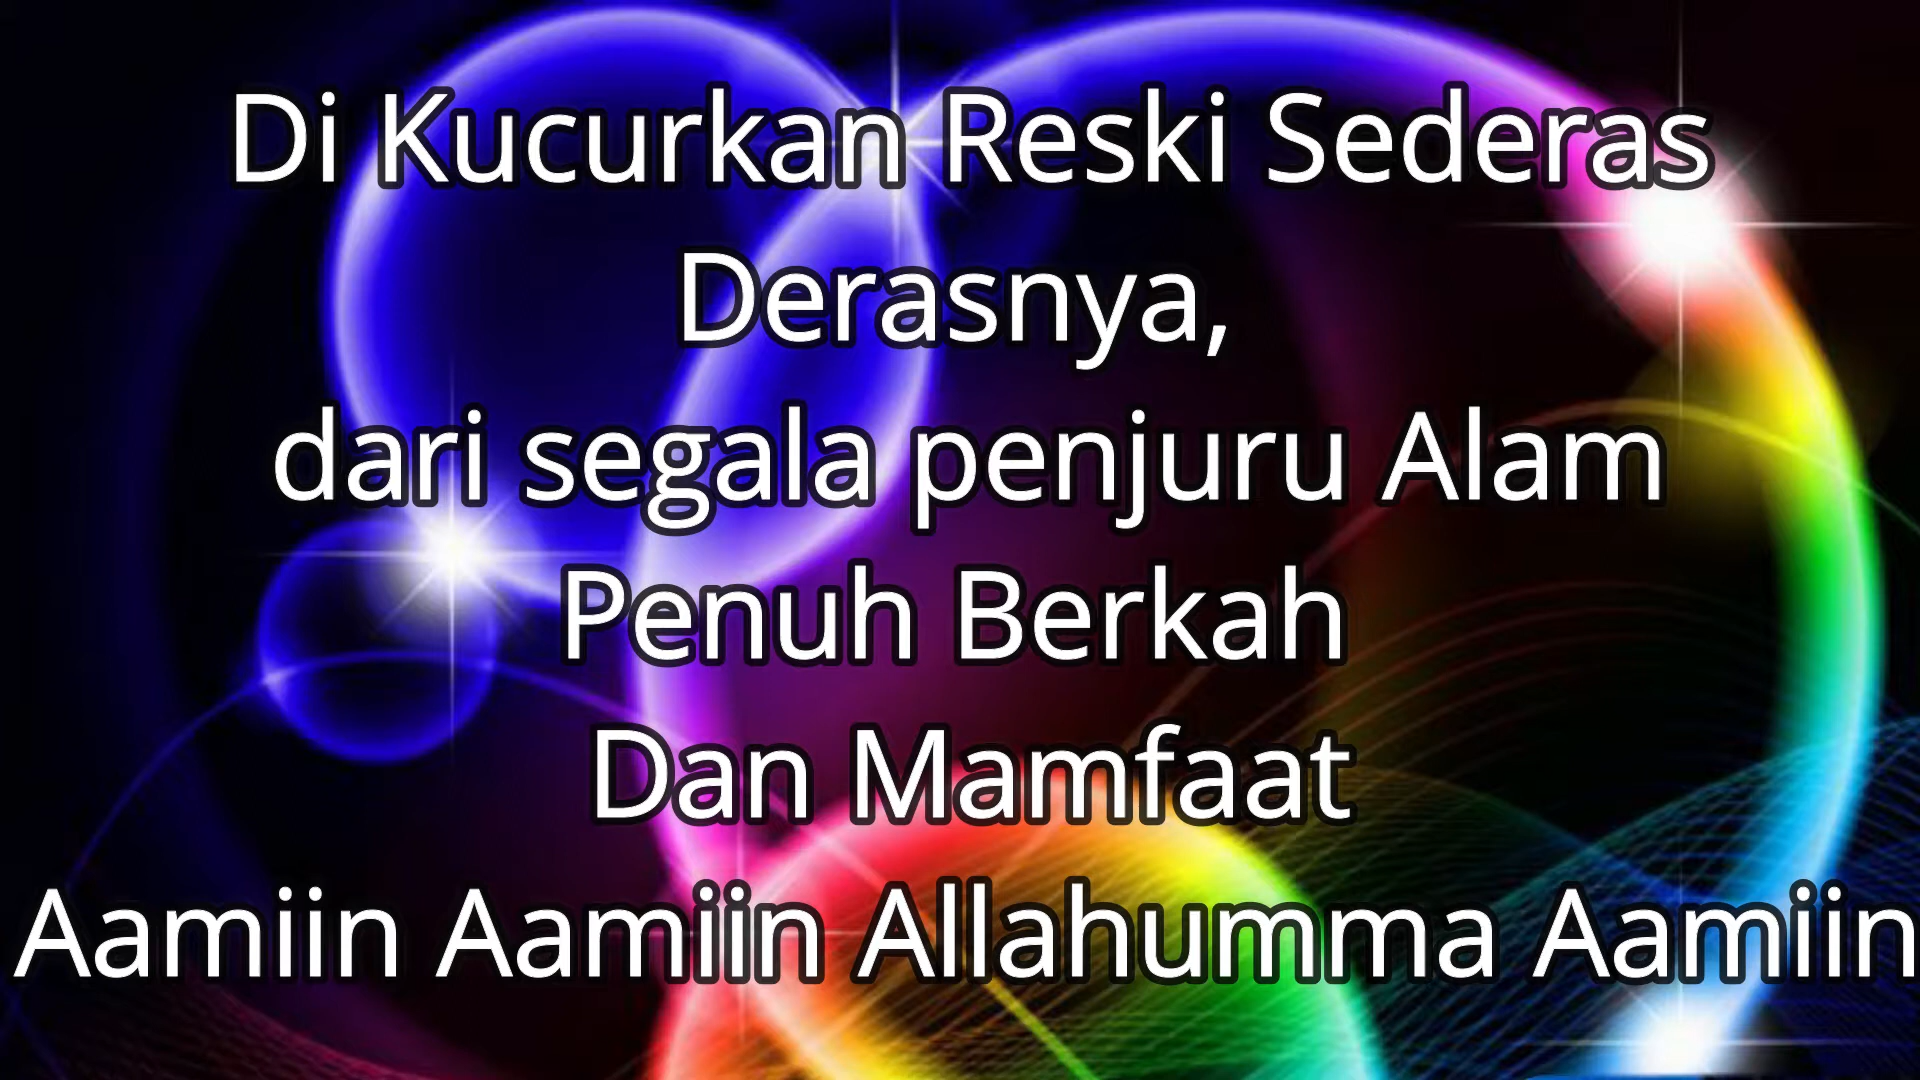 Di Kucurkan Reski Sederas
Derasnya,
dari segala penjuru Alam
Penuh Berkah
Dan Mamfaat
Aamiin Aamiin Allahumma Aamiin